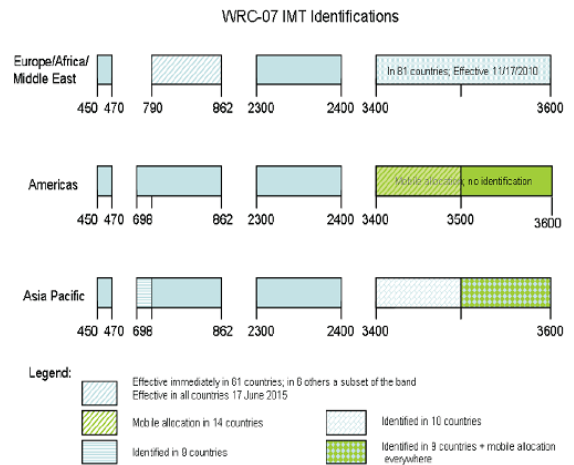 WRC-07 IMT Identifications
Europe/Africa/
Middle East
In 81 countries; Effective 11/17/2010
450 470 790 862 2300 2400 3400 3600
Americas
Mobile allocation; no identification
450 470 698 862 2300 2400 3400 3500 3600
Asia Pacific
450 470 698 862 2300 2400 3400 3600
Legend:
Effective immediately in 61 countries; in 6 others a subset of the band
Effective in all countries 17 June 2015
Mobile allocation in 14 countries
Identified in 10 countries
Identified in 9 countries
Identified in 9 countries + mobile allocation
everywhere